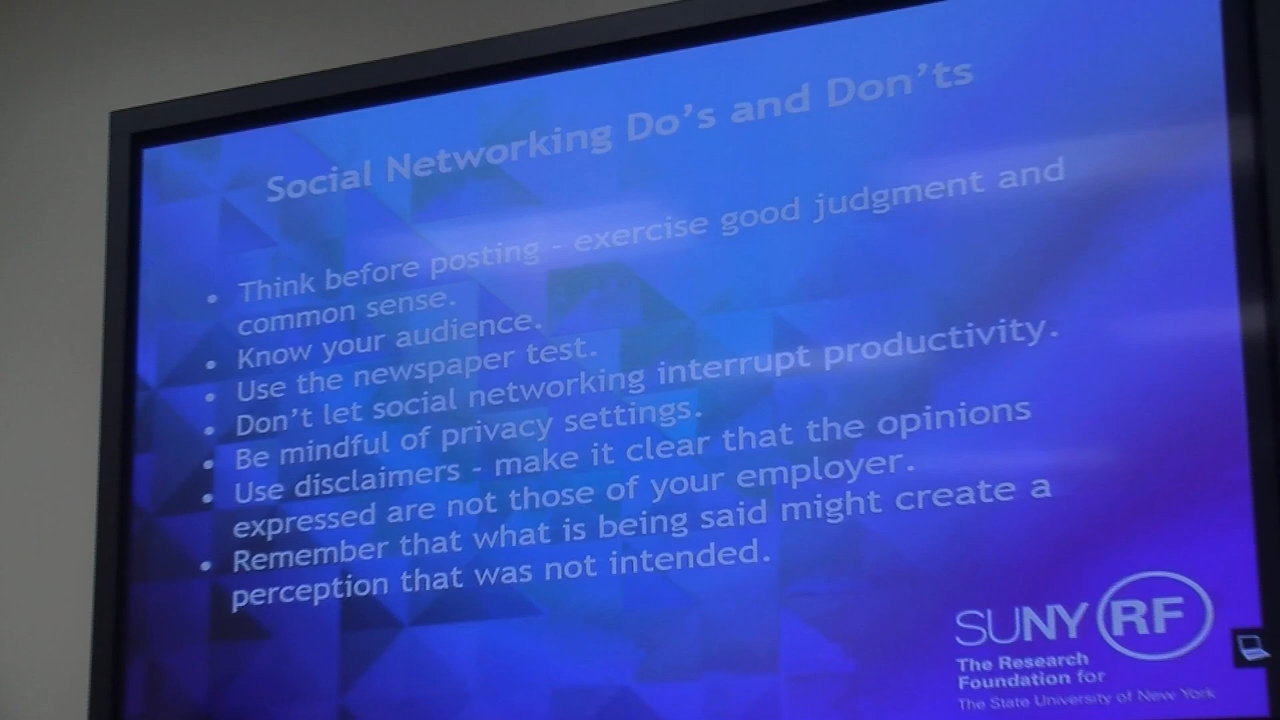 Social Networking Do's and Don'ts
• Think before posting - exercise good judgment and
common sense.
• Know your audience.
• Use the newspaper test.
• Don't let social networking interrupt productivity.
• Be mindful of privacy settings.
• Use disclaimers - make it clear that the opinions
expressed are not those of your employer.
• Remember that what is being said might create a
perception that was not intended.
SUNY RF
The Research
Foundation for
The State University of New York